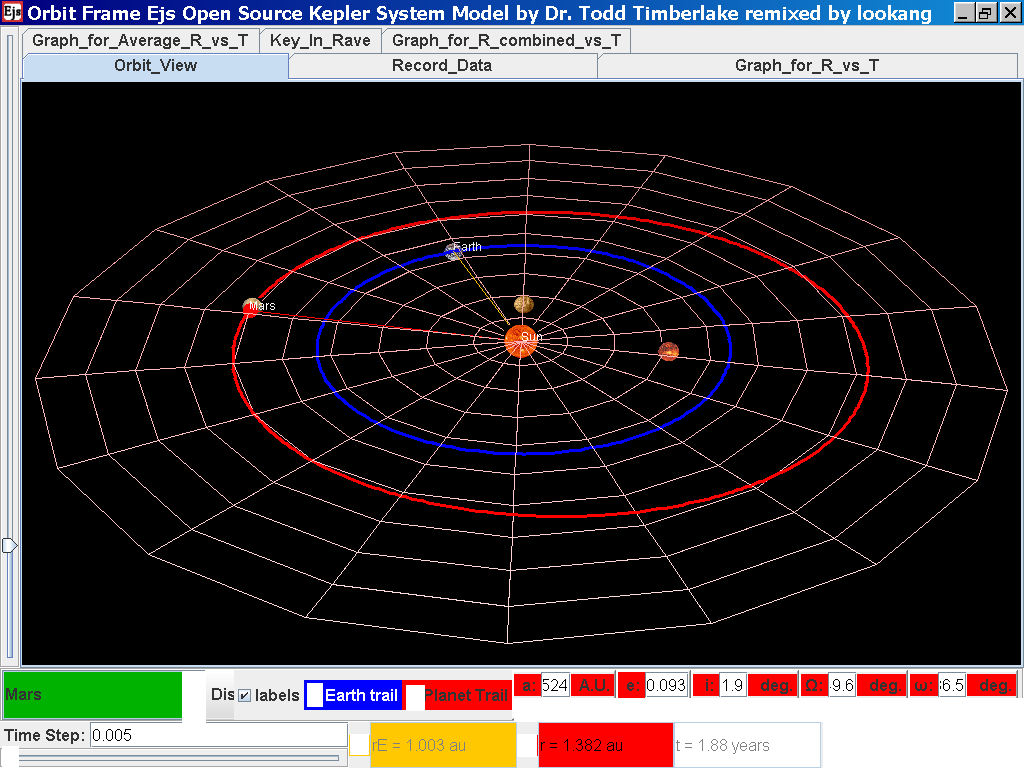 Ejs Orbit Frame Ejs Open Source Kepler System Model by Dr. Todd Timberlake remixed by lookang
Graph_for_Average_R_vs_T Key_In_Rave Graph_for_R_combined_vs_T
Orbit_View Record_Data Graph_for_R_vs_T
Earth
Mars
Sun
Mars Dis labels Earth trail Planet Trail a: 524 A.U. e: 0.093 i: 1.9 deg. Ω: -9.6 deg. ω: 6.5 deg.
Time Step: 0.005
rE = 1.003 au r = 1.382 au t = 1.88 years